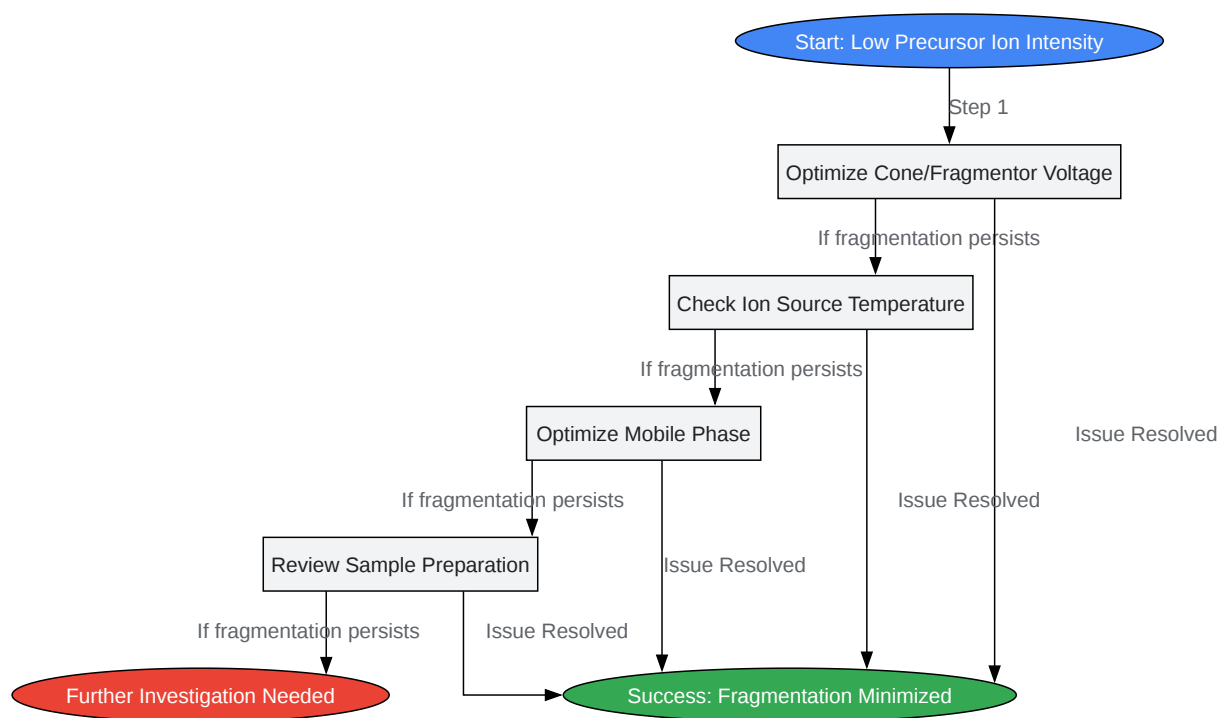 Start: Low Precursor Ion Intensity
Step 1
Optimize Cone/Fragmentor Voltage
If fragmentation persists
Check Ion Source Temperature
If fragmentation persists
Optimize Mobile Phase
Issue Resolved
If fragmentation persists
Issue Resolved
Review Sample Preparation
Issue Resolved
If fragmentation persists
Issue Resolved
Further Investigation Needed
Success: Fragmentation Minimized